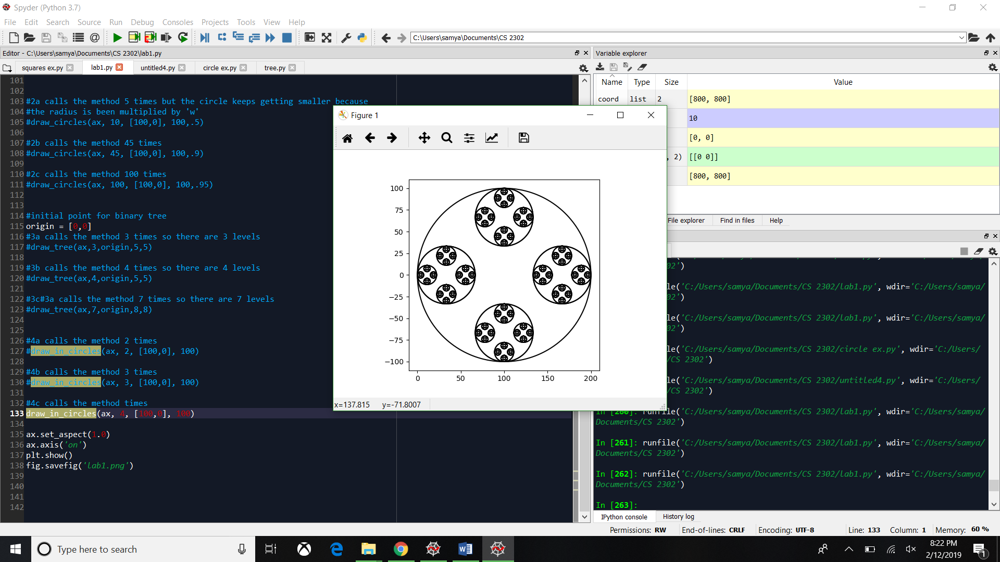 Spyder (Python 3.7)
File Edit Search Source Run Debug Consoles Projects Tools View Help
C:\Users\samya\Documents\CS 2302
Editor - C:\Users\samya\Documents\CS 2302\lab1.py
squares ex.py lab1.py untitled4.py circle ex.py tree.py
101
102
103 #2a calls the method 5 times but the circle keeps getting smaller because
104 #the radius is been multiplied by 'w'
105 #draw_circles(ax, 10, [100,0], 100,.5)
106
107 #2b calls the method 45 times
108 #draw_circles(ax, 45, [100,0], 100,.9)
109
110 #2c calls the method 100 times
111 #draw_circles(ax, 100, [100,0], 100,.95)
112
113
114 #initial point for binary tree
115 origin = [0,0]
116 #3a calls the method 3 times so there are 3 levels
117 #draw_tree(ax,3,origin,5,5)
118
119 #3b calls the method 4 times so there are 4 levels
120 #draw_tree(ax,4,origin,5,5)
121
122 #3c#3a calls the method 7 times so there are 7 levels
123 #draw_tree(ax,7,origin,8,8)
124
125
126 #4a calls the method 2 times
127 #draw_in_circles(ax, 2, [100,0], 100)
128
129 #4b calls the method 3 times
130 #draw_in_circles(ax, 3, [100,0], 100)
131
132 #4c calls the method times
133 draw_in_circles(ax, 4, [100,0], 100)
134
135 ax.set_aspect(1.0)
136 ax.axis('on')
137 plt.show()
138 fig.savefig('lab1.png')
139
140
141
142
Figure 1
100
75
50
25
0
−25
−50
−75
−100
0 50 100 150 200
x=137.815 y=-71.8007
Variable explorer
Name Type Size Value
coord list 2 [800, 800]
10
[0, 0]
, 2) [[0 0]]
[800, 800]
File explorer Find in files Help
02')
le('C:/Users/samya/Documents/CS 2302/lab1.py', wdir='C:/Users/samya/
02')
le('C:/Users/samya/Documents/CS 2302/lab1.py', wdir='C:/Users/samya/
02')
le('C:/Users/samya/Documents/CS 2302/circle ex.py', wdir='C:/Users/
/CS 2302')
le('C:/Users/samya/Documents/CS 2302/untitled4.py', wdir='C:/Users/
/CS 2302')
In [260]: runfile('C:/Users/samya/Documents/CS 2302/lab1.py', wdir='C:/Users/samya/
Documents/CS 2302')
In [261]: runfile('C:/Users/samya/Documents/CS 2302/lab1.py', wdir='C:/Users/samya/
Documents/CS 2302')
In [262]: runfile('C:/Users/samya/Documents/CS 2302/lab1.py', wdir='C:/Users/samya/
Documents/CS 2302')
In [263]:
IPython console History log
Permissions: RW End-of-lines: CRLF Encoding: UTF-8 Line: 133 Column: 1 Memory: 60 %
Type here to search
8:22 PM
2/12/2019
1